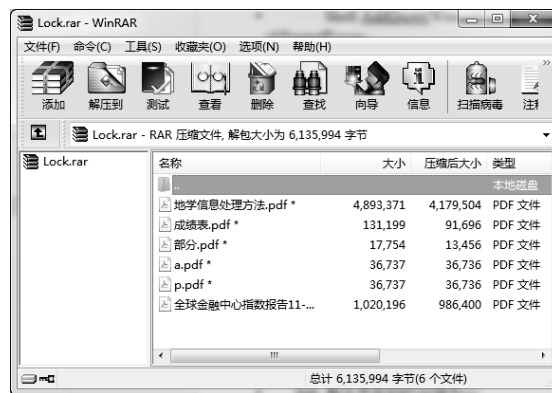 Lock.rar - WinRAR
文件(F) 命令(C) 工具(S) 收藏夹(O) 选项(N) 帮助(H)
添加 解压到 测试 查看 删除 查找 向导 信息 扫描病毒
Lock.rar - RAR 压缩文件, 解包大小为 6,135,994 字节
Lock.rar
名称 大小 压缩后大小 类型
.. 本地磁盘
地学信息处理方法.pdf * 4,893,371 4,179,504 PDF 文件
成绩表.pdf * 131,199 91,696 PDF 文件
部分.pdf * 17,754 13,456 PDF 文件
a.pdf * 36,737 36,736 PDF 文件
p.pdf * 36,737 36,736 PDF 文件
全球金融中心指数报告11-... 1,020,196 986,400 PDF 文件
总计 6,135,994 字节(6 个文件)